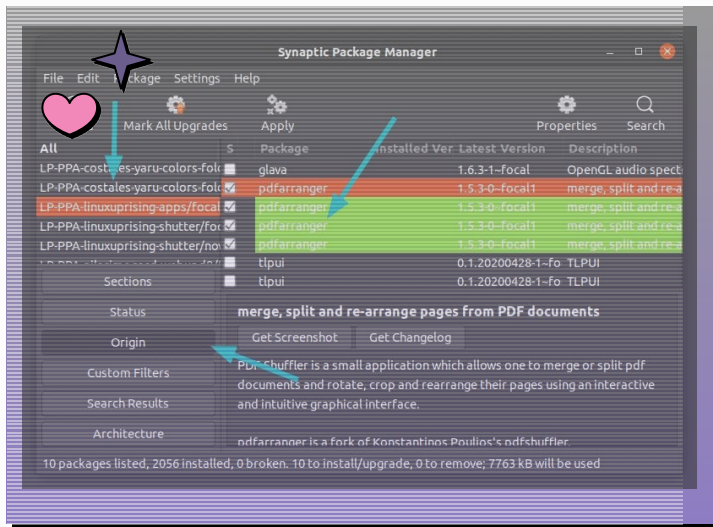 Synaptic Package Manager
File Edit Package Settings Help
Mark All Upgrades Apply Properties Search
All S Package Installed Ver Latest Version Description
LP-PPA-costales-yaru-colors-fol glava 1.6.3-1~focal OpenGL audio spect
LP-PPA-costales-yaru-colors-fol pdfarranger 1.5.3-0~focal1 merge, split and re-a
LP-PPA-linuxuprising-apps/focal pdfarranger 1.5.3-0~focal1 merge, split and re-a
LP-PPA-linuxuprising-shutter/foc pdfarranger 1.5.3-0~focal1 merge, split and re-a
LP-PPA-linuxuprising-shutter/nov pdfarranger 1.5.3-0~focal1 merge, split and re-a
tlpui 0.1.20200428-1~fo TLPUI
tlpui 0.1.20200428-1~fo TLPUI
Sections
Status
Origin
Custom Filters
Search Results
Architecture
merge, split and re-arrange pages from PDF documents
Get Screenshot Get Changelog
PDF Shuffler is a small application which allows one to merge or split pdf
documents and rotate, crop and rearrange their pages using an interactive
and intuitive graphical interface.
pdfarranger is a fork of Konstantinos Poulios's pdfshuffler.
10 packages listed, 2056 installed, 0 broken. 10 to install/upgrade, 0 to remove; 7763 kB will be used